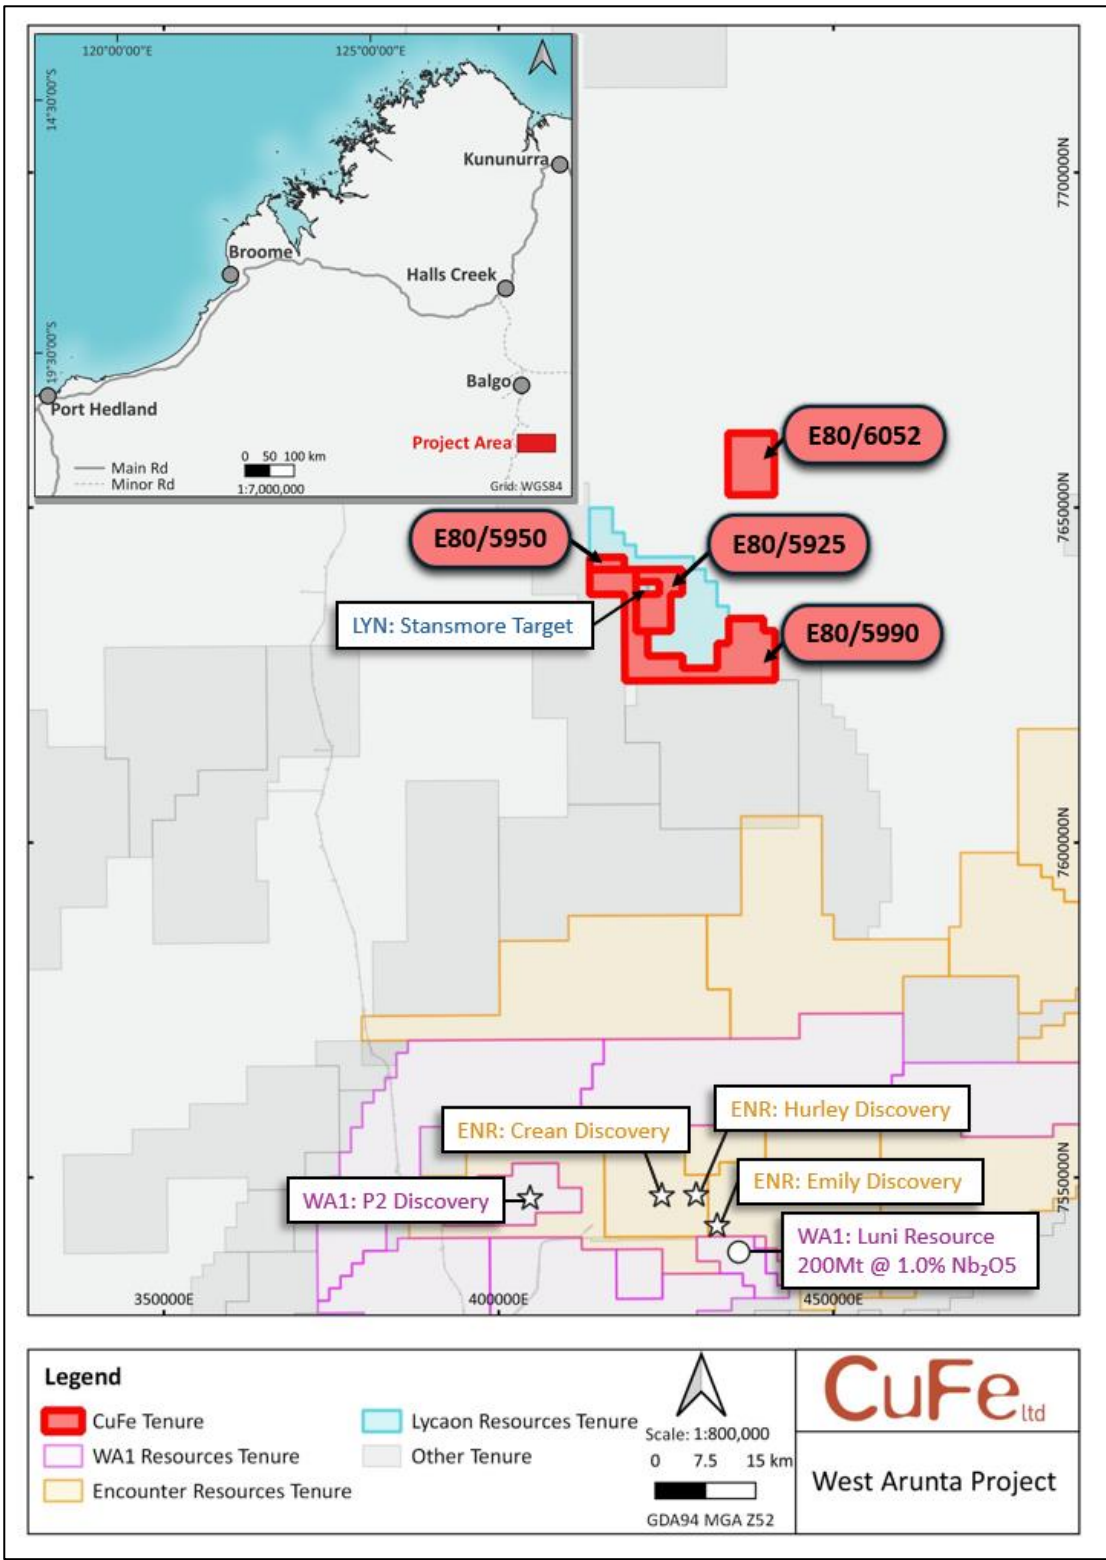 120°00'00"E
125°00'00"E
14°30'00"S
Kununurra
7700000N
Broome
Halls Creek
19°30'00"S
Balgo
Port Hedland
Project Area
Main Rd
Minor Rd
0 50 100 km
1:7,000,000
Grid: WGS84
E80/6052
7650000N
E80/5950
E80/5925
LYN: Stansmore Target
E80/5990
7600000N
ENR: Hurley Discovery
ENR: Crean Discovery
ENR: Emily Discovery
WA1: P2 Discovery
7550000N
WA1: Luni Resource
200Mt @ 1.0% Nb₂O5
350000E
400000E
450000E
Legend
CuFe Tenure
WA1 Resources Tenure
Encounter Resources Tenure
Lycaon Resources Tenure
Other Tenure
Scale: 1:800,000
0 7.5 15 km
GDA94 MGA Z52
CuFe ltd
West Arunta Project